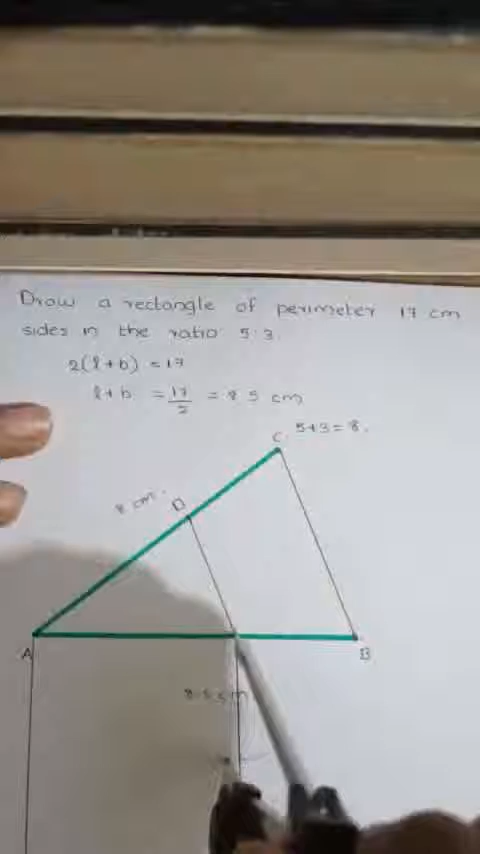 Draw a rectangle of perimeter 17 cm
sides in the ratio 5:3.
2(l+b) = 17
l+b = 17/2 = 8.5 cm
5+3 = 8.
C
8 cm.
D
A
B
8.5 cm